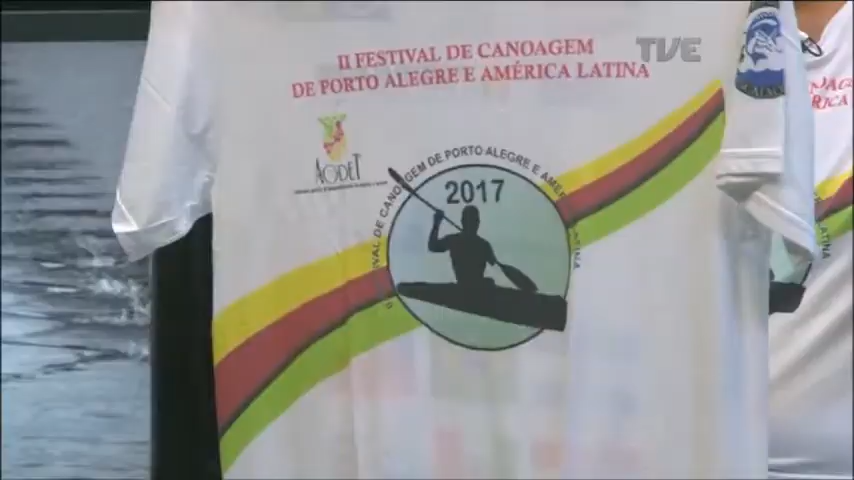 II FESTIVAL DE CANOAGEM
DE PORTO ALEGRE E AMÉRICA LATINA
TVE
AODET
FESTIVAL DE CANOAGEM DE PORTO ALEGRE E AMÉRICA LATINA
2017